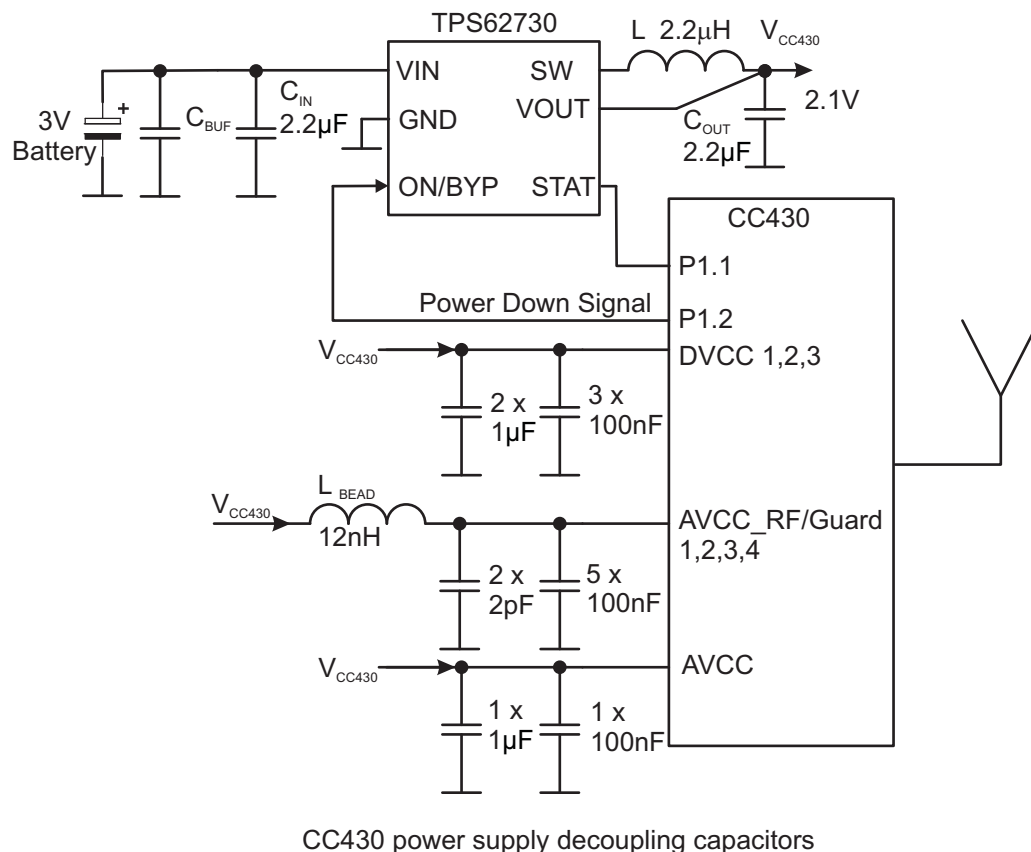 TPS62730
L 2.2μH
VCC430
VIN
SW
+
CIN
2.2µF
CBUF
3V
Battery
GND
VOUT
2.1V
COUT
2.2µF
ON/BYP
STAT
CC430
P1.1
Power Down Signal
P1.2
VCC430
DVCC 1,2,3
2 x
1µF
3 x
100nF
L BEAD
VCC430
12nH
AVCC_RF/Guard
1,2,3,4
2 x
2pF
5 x
100nF
VCC430
AVCC
1 x
1µF
1 x
100nF
CC430 power supply decoupling capacitors